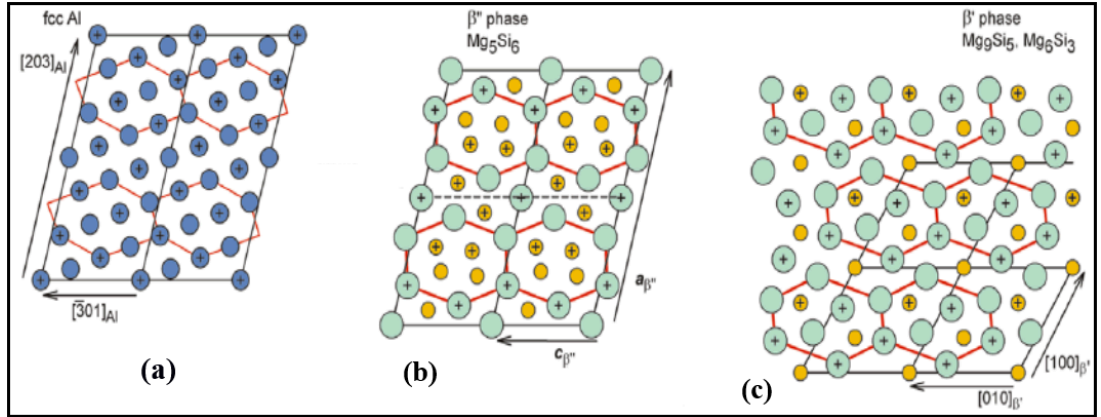 fcc Al
[203]Al
[3̄01]Al
(a)
β'' phase
Mg5Si6
aβ''
cβ''
(b)
β' phase
Mg9Si5, Mg6Si3
[100]β'
[010]β'
(c)